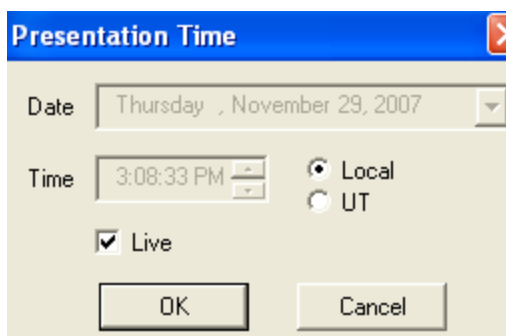 Presentation Time
Date Thursday , November 29, 2007
Time 3:08:33 PM Local
UT
Live
OK Cancel